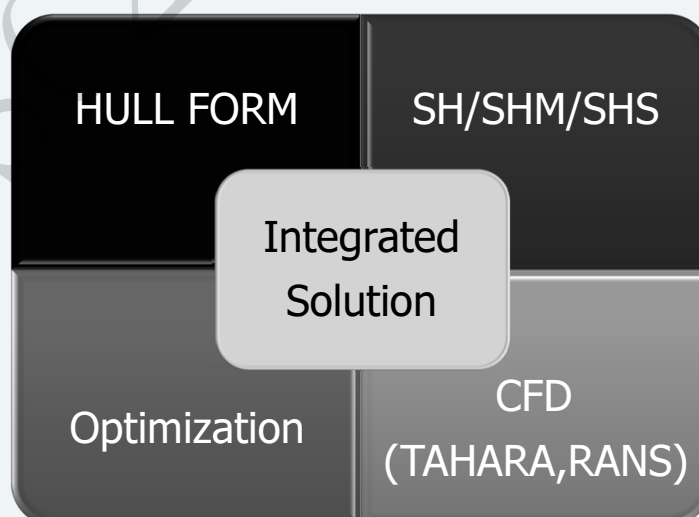 HULL FORM
SH/SHM/SHS
Integrated
Solution
Optimization
CFD
(TAHARA,RANS)